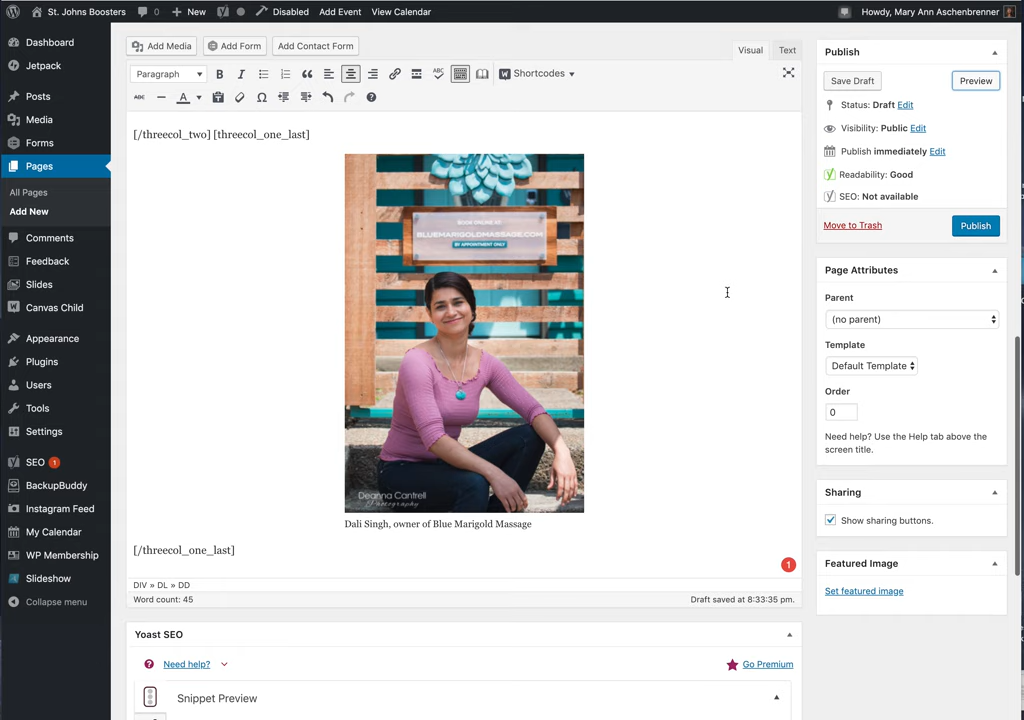 St. Johns Boosters 0 New Disabled Add Event View Calendar Howdy, Mary Ann Aschenbrenner
Dashboard
Jetpack
Posts
Media
Forms
Pages
All Pages
Add New
Comments
Feedback
Slides
Canvas Child
Appearance
Plugins
Users
Tools
Settings
SEO 1
BackupBuddy
Instagram Feed
My Calendar
WP Membership
Slideshow
Collapse menu
Add Media Add Form Add Contact Form
Visual Text
Paragraph B I ABC Shortcodes
ABC A
[/threecol_two] [threecol_one_last]
BOOK ONLINE AT
BLUEMARIGOLDMASSAGE.COM
BY APPOINTMENT ONLY
Deanna Cantrell
Photography
Dali Singh, owner of Blue Marigold Massage
[/threecol_one_last]
1
DIV » DL » DD
Word count: 45 Draft saved at 8:33:35 pm.
Yoast SEO
Need help? Go Premium
Snippet Preview
Publish
Save Draft Preview
Status: Draft Edit
Visibility: Public Edit
Publish immediately Edit
Readability: Good
SEO: Not available
Move to Trash Publish
Page Attributes
Parent
(no parent)
Template
Default Template
Order
0
Need help? Use the Help tab above the
screen title.
Sharing
Show sharing buttons.
Featured Image
Set featured image